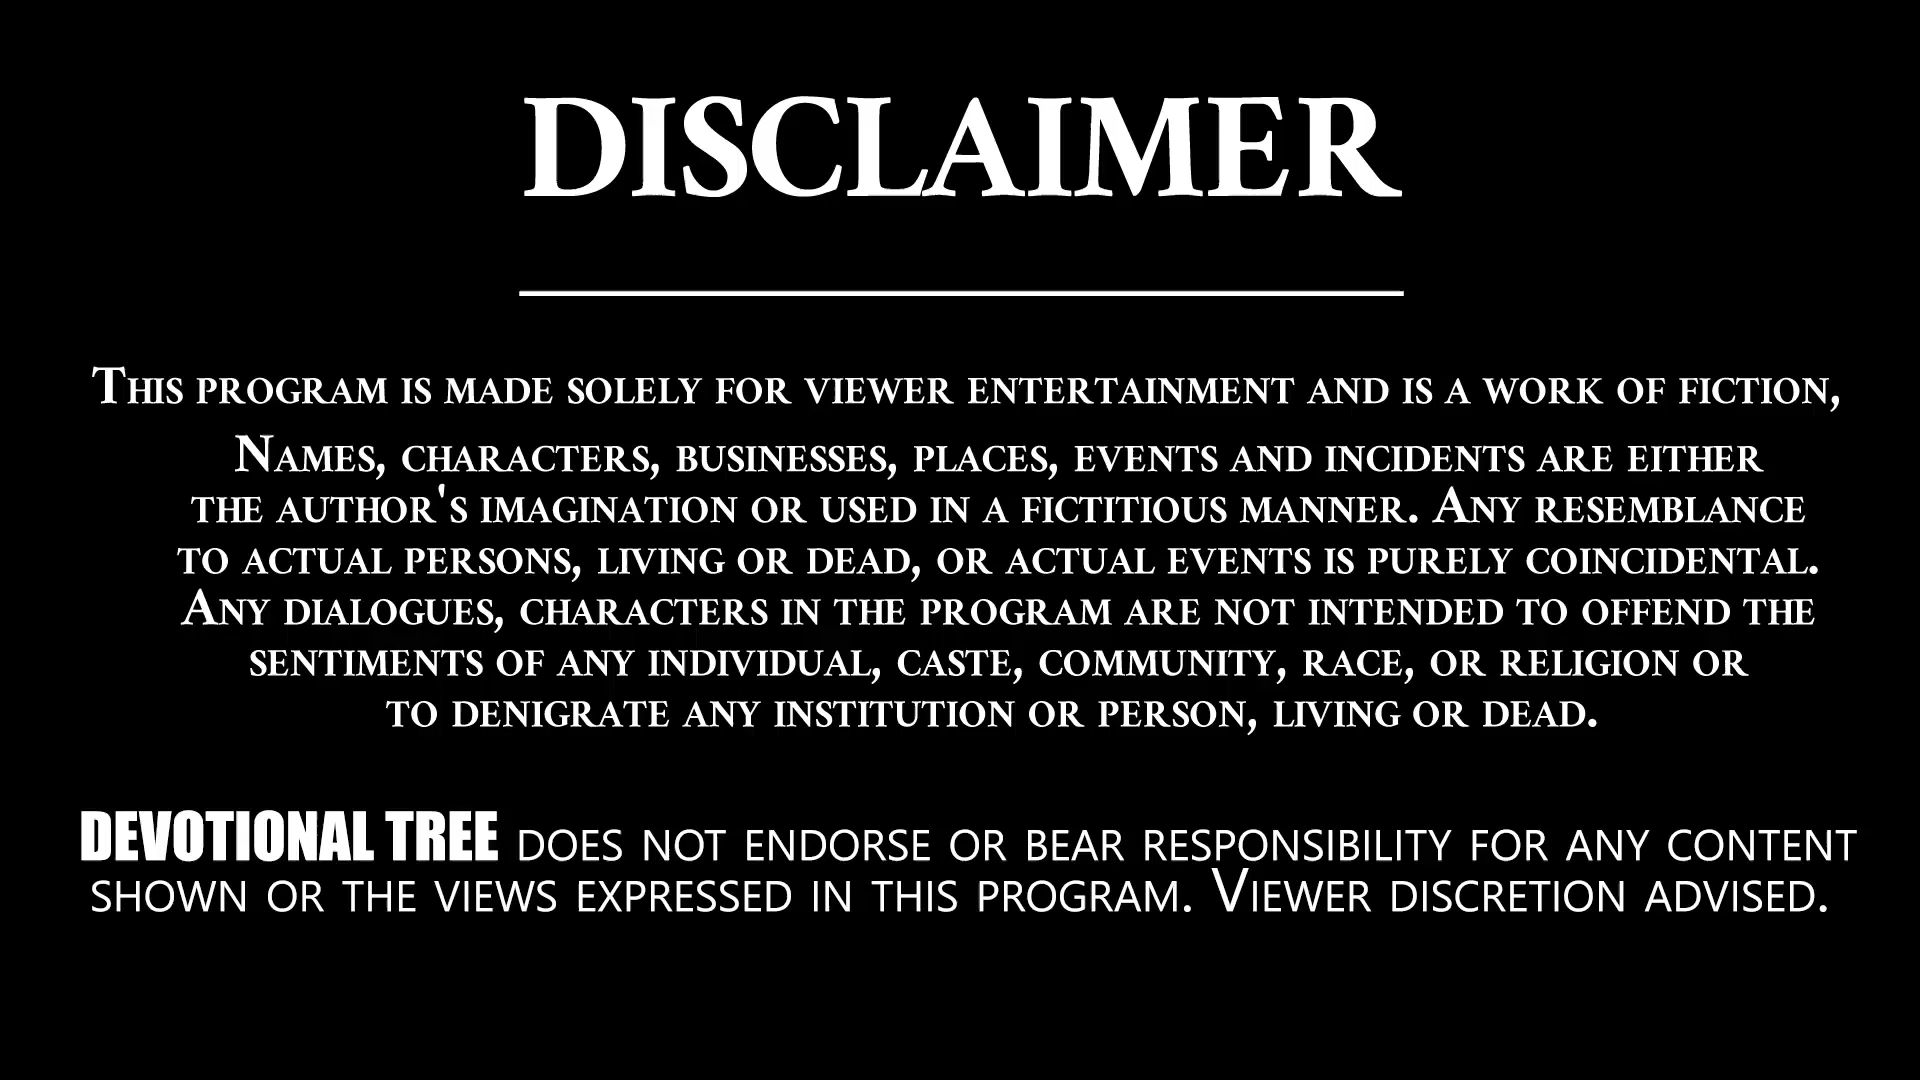 DISCLAIMER
This program is made solely for viewer entertainment and is a work of fiction,
Names, characters, businesses, places, events and incidents are either
the author's imagination or used in a fictitious manner. Any resemblance
to actual persons, living or dead, or actual events is purely coincidental.
Any dialogues, characters in the program are not intended to offend the
sentiments of any individual, caste, community, race, or religion or
to denigrate any institution or person, living or dead.
DEVOTIONAL TREE does not endorse or bear responsibility for any content
shown or the views expressed in this program. Viewer discretion advised.